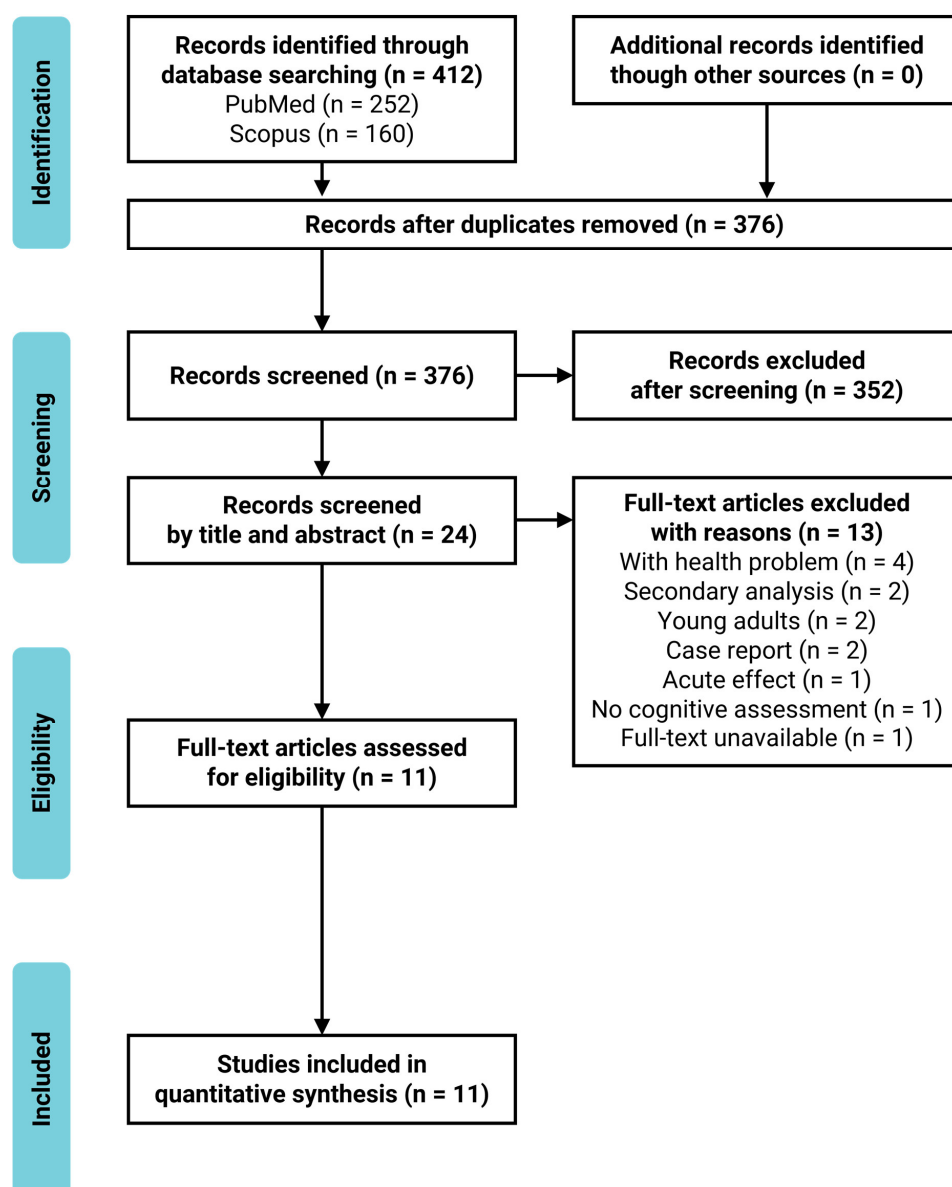 Identification
Records identified through
database searching (n = 412)
PubMed (n = 252)
Scopus (n = 160)
Additional records identified
though other sources (n = 0)
Records after duplicates removed (n = 376)
Screening
Records screened (n = 376)
Records excluded
after screening (n = 352)
Records screened
by title and abstract (n = 24)
Full-text articles excluded
with reasons (n = 13)
With health problem (n = 4)
Secondary analysis (n = 2)
Young adults (n = 2)
Case report (n = 2)
Acute effect (n = 1)
No cognitive assessment (n = 1)
Full-text unavailable (n = 1)
Eligibility
Full-text articles assessed
for eligibility (n = 11)
Included
Studies included in
quantitative synthesis (n = 11)